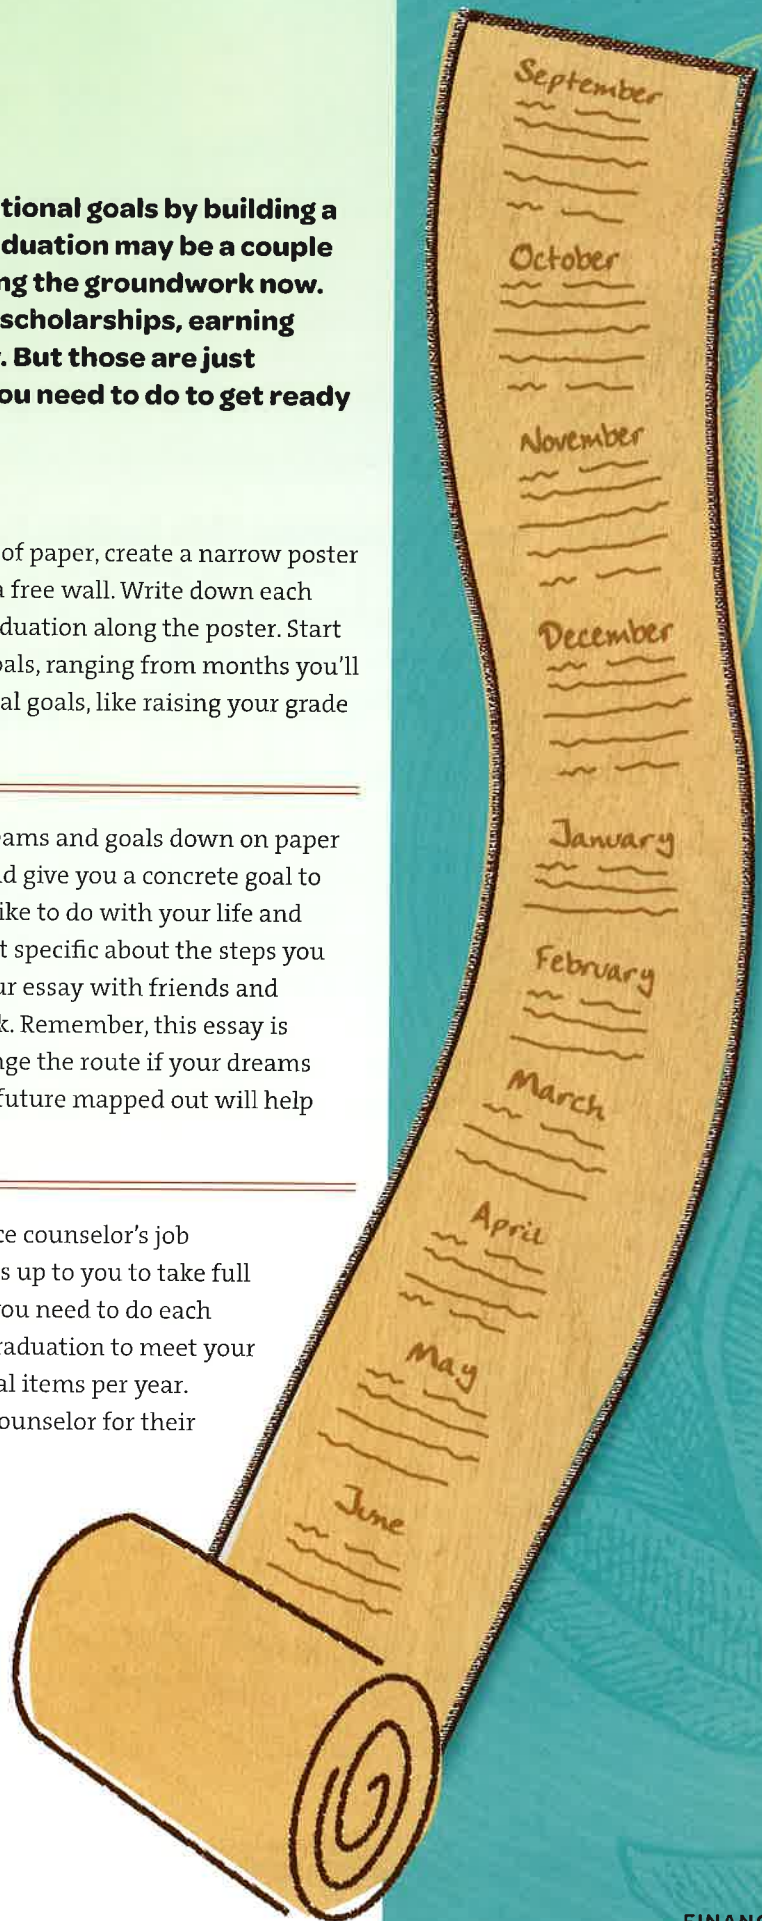 tional goals by building a
duation may be a couple
ng the groundwork now.
scholarships, earning
. But those are just
ou need to do to get ready
of paper, create a narrow poster
a free wall. Write down each
duation along the poster. Start
oals, ranging from months you'll
al goals, like raising your grade
eams and goals down on paper
d give you a concrete goal to
like to do with your life and
t specific about the steps you
ur essay with friends and
k. Remember, this essay is
nge the route if your dreams
future mapped out will help
ce counselor's job
s up to you to take full
you need to do each
raduation to meet your
al items per year.
ounselor for their
September
October
November
December
January
February
March
April
May
June